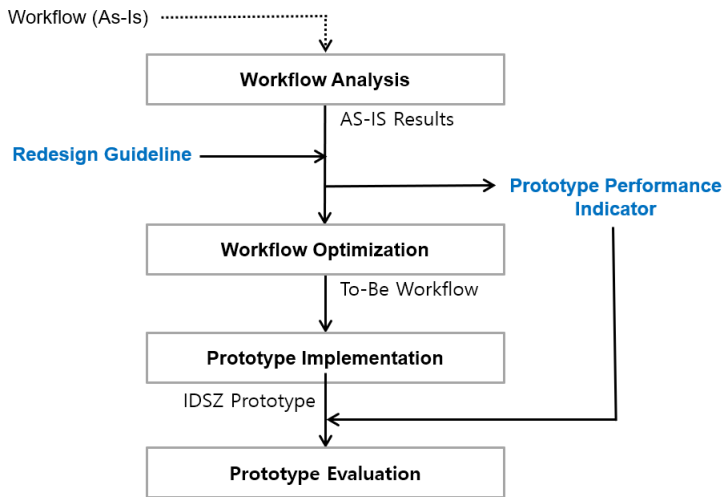 Workflow (As-Is)
Workflow Analysis
AS-IS Results
Redesign Guideline
Prototype Performance
Indicator
Workflow Optimization
To-Be Workflow
Prototype Implementation
IDSZ Prototype
Prototype Evaluation